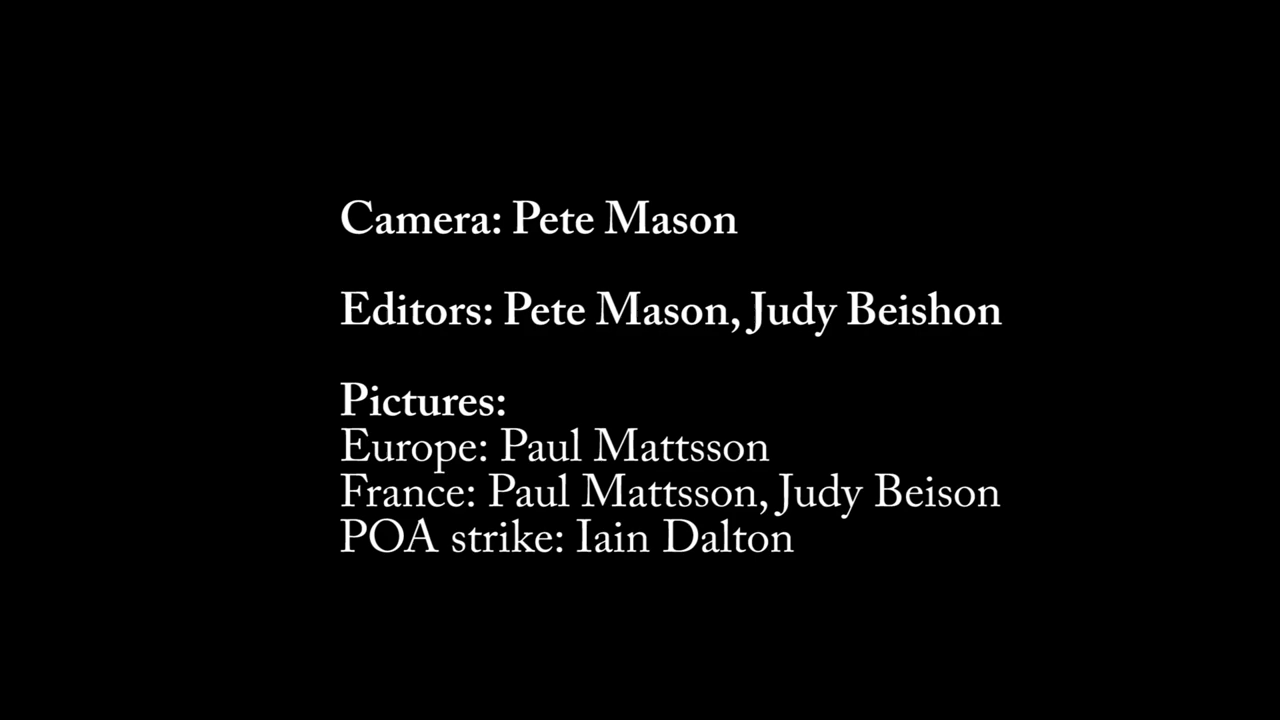 Camera: Pete Mason
Editors: Pete Mason, Judy Beishon
Pictures:
Europe: Paul Mattsson
France: Paul Mattsson, Judy Beison
POA strike: Iain Dalton